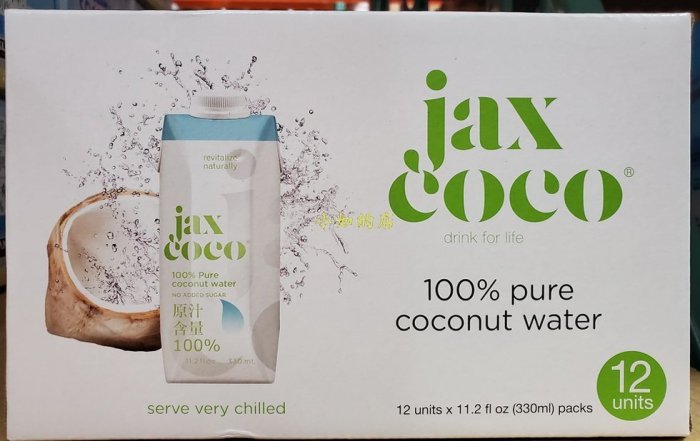 revitalize
naturally
jax
coco
100% Pure
coconut water
NO ADDED SUGAR
原汁
含量
100%
11.2 fl oz 330 ml
serve very chilled
jax
coco®
drink for life
100% pure
coconut water
12 units x 11.2 fl oz (330ml) packs
12
units